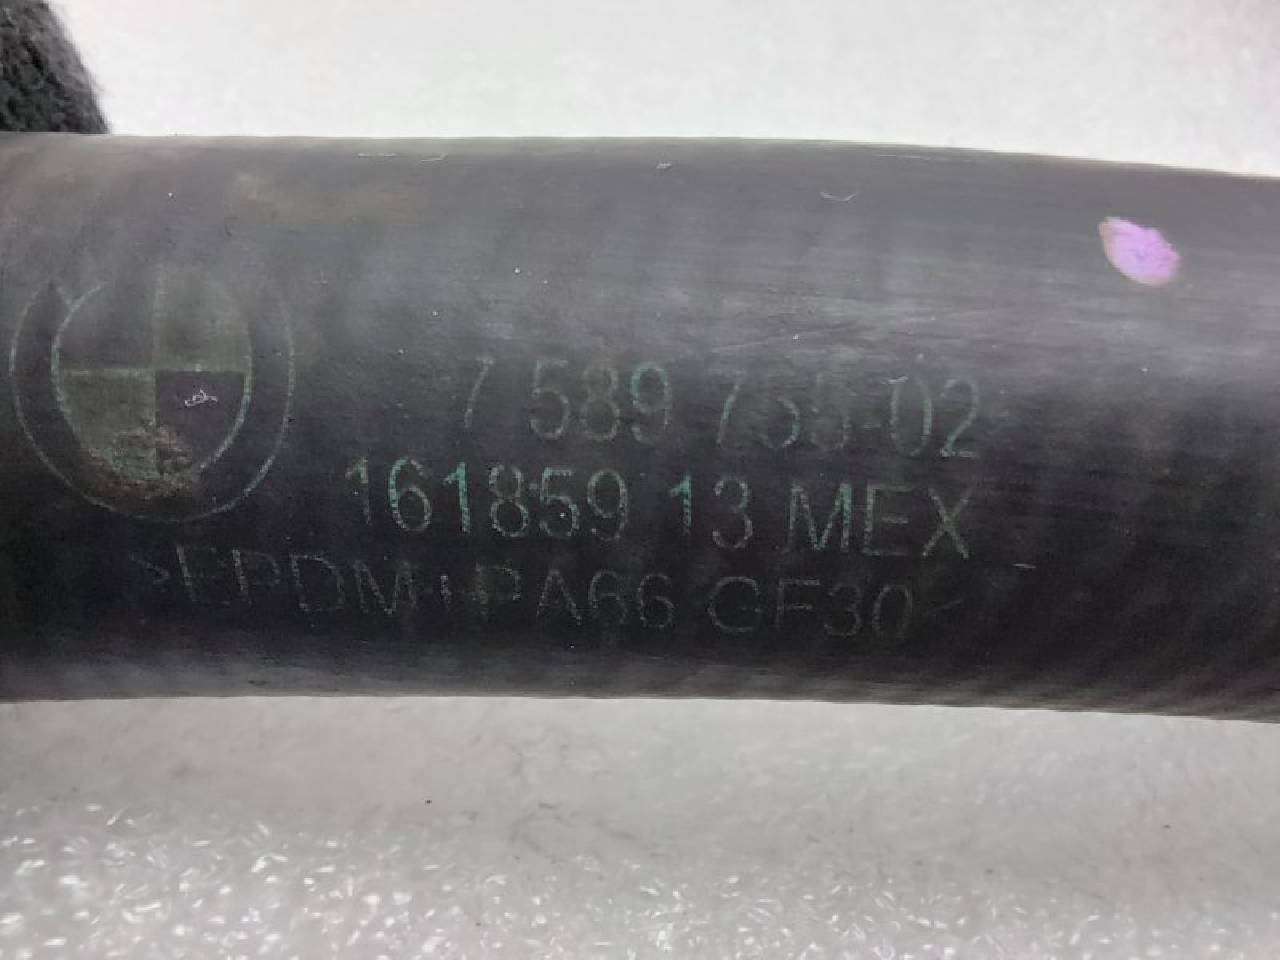 7 589 755-02
161859 13 MEX
>EPDM+PA66 GF30<